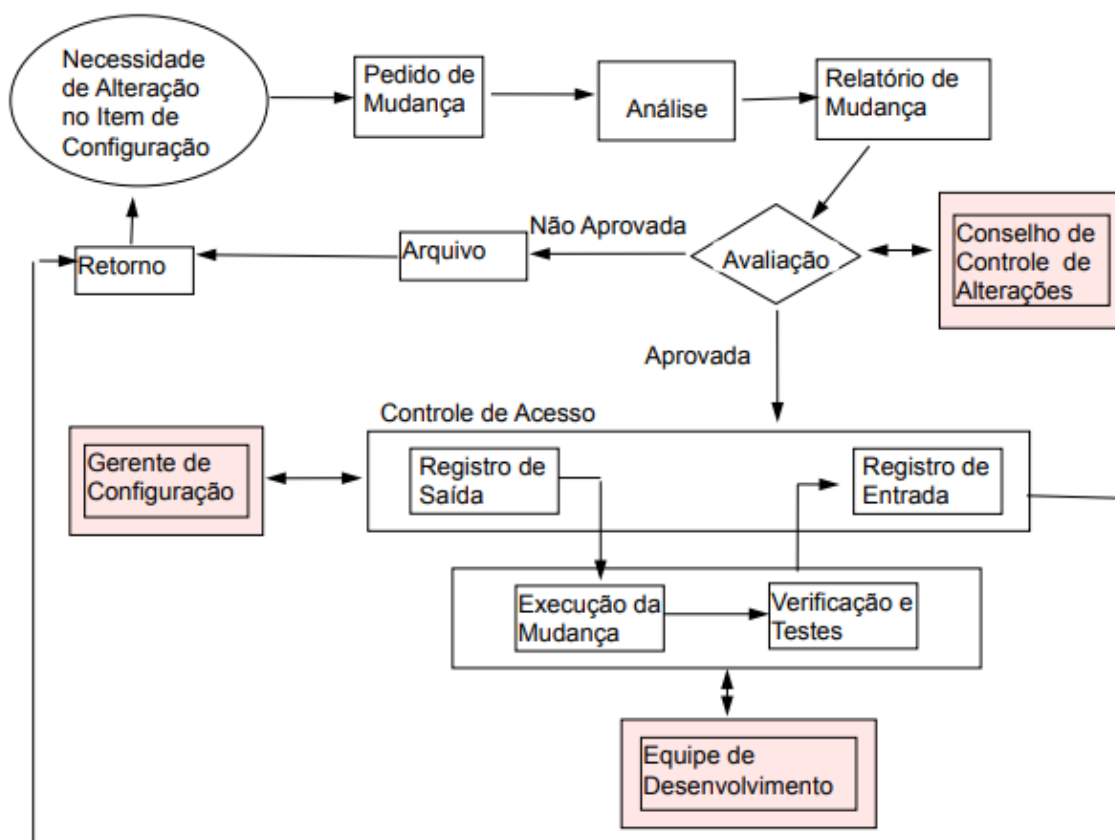 Necessidade
de Alteração
no Item de
Configuração
Pedido de
Mudança
Análise
Relatório de
Mudança
Retorno
Arquivo
Não Aprovada
Avaliação
Conselho de
Controle de
Alterações
Aprovada
Controle de Acesso
Gerente de
Configuração
Registro de
Saída
Registro de
Entrada
Execução da
Mudança
Verificação e
Testes
Equipe de
Desenvolvimento